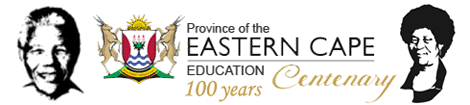 Province of the
EASTERN CAPE
EDUCATION
100 years Centenary